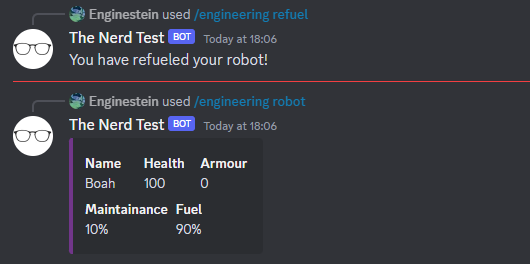 Enginestein used /engineering refuel
The Nerd Test BOT Today at 18:06
You have refueled your robot!
Enginestein used /engineering robot
The Nerd Test BOT Today at 18:06
Name Health Armour
Boah 100 0
Maintainance Fuel
10% 90%